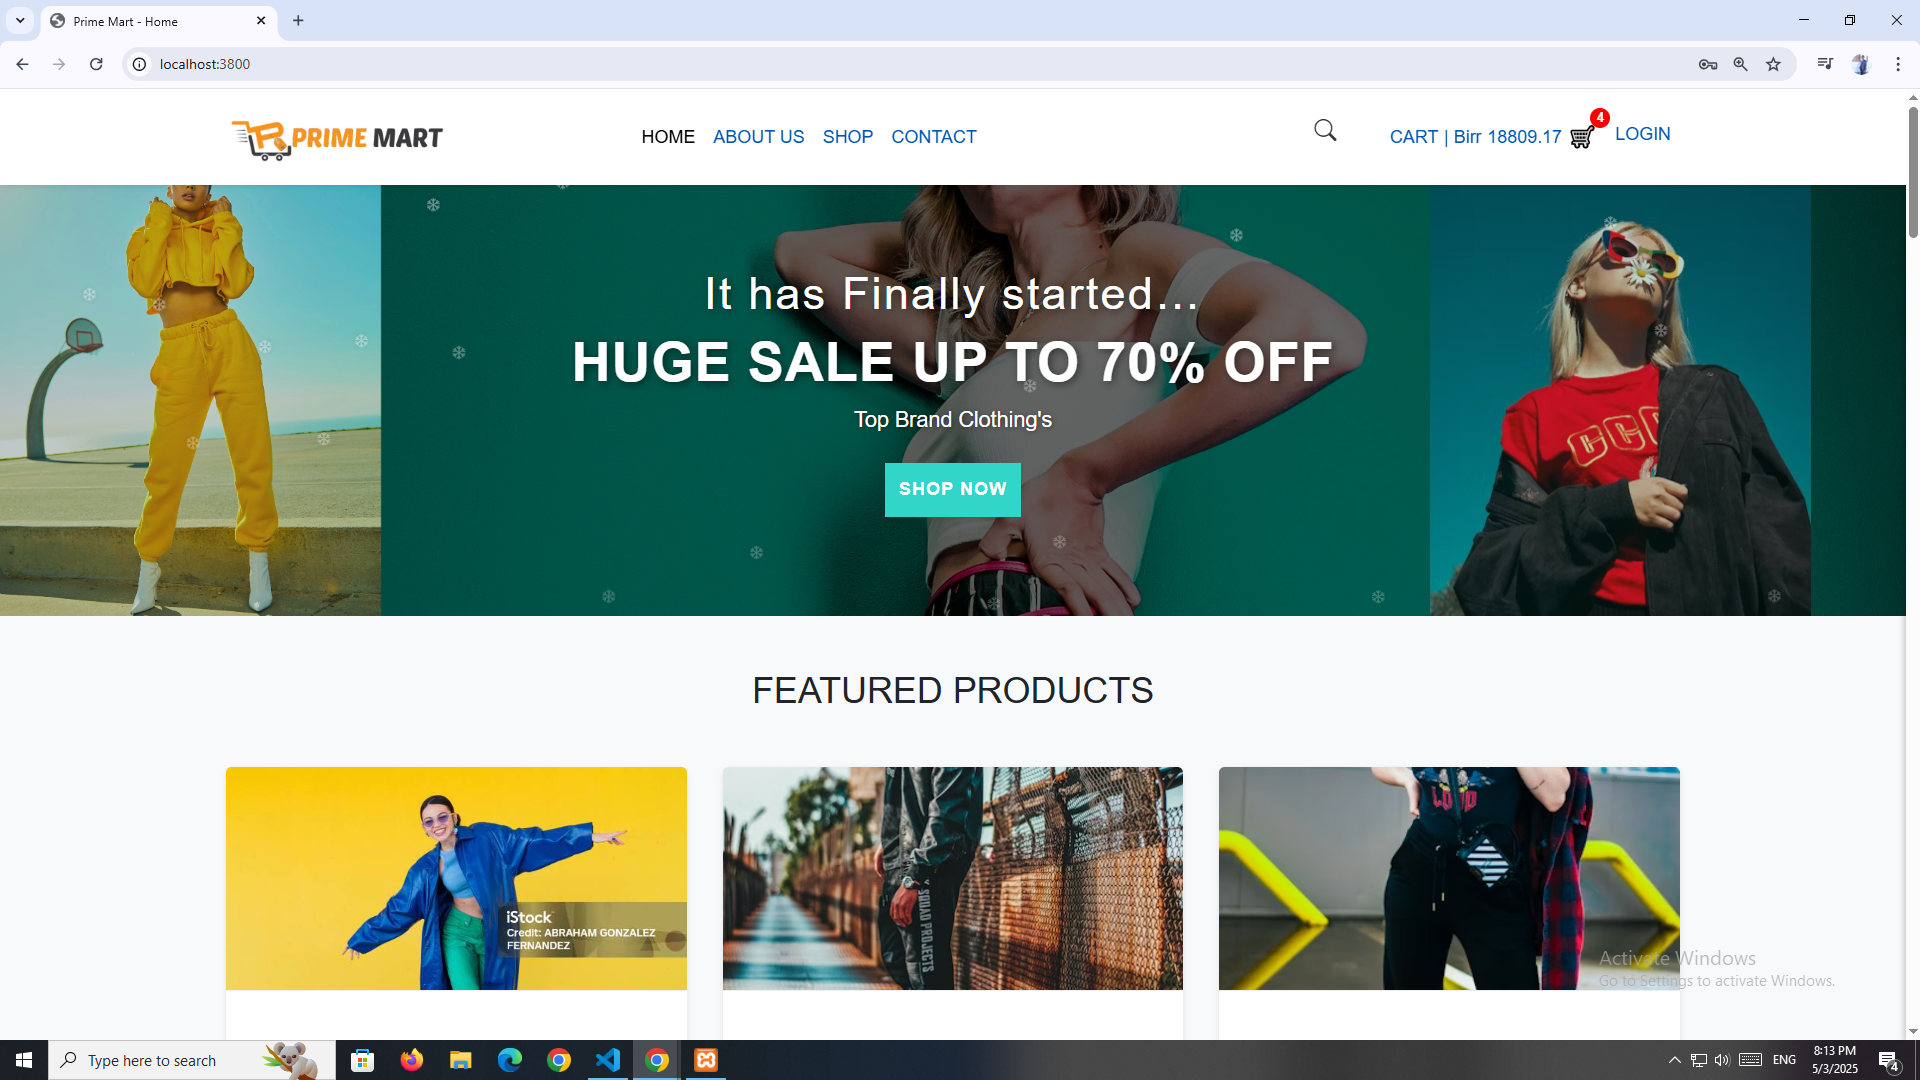 Prime Mart - Home
localhost:3800
PRIME MART
HOME ABOUT US SHOP CONTACT
CART | Birr 18809.17 4 LOGIN
It has Finally started...
HUGE SALE UP TO 70% OFF
Top Brand Clothing's
SHOP NOW
CCC
FEATURED PRODUCTS
iStock
Credit: ABRAHAM GONZALEZ
FERNANDEZ
SQUAD PROJECTS
Activate Windows
Go to Settings to activate Windows.
Type here to search
ENG
8:13 PM
5/3/2025
4